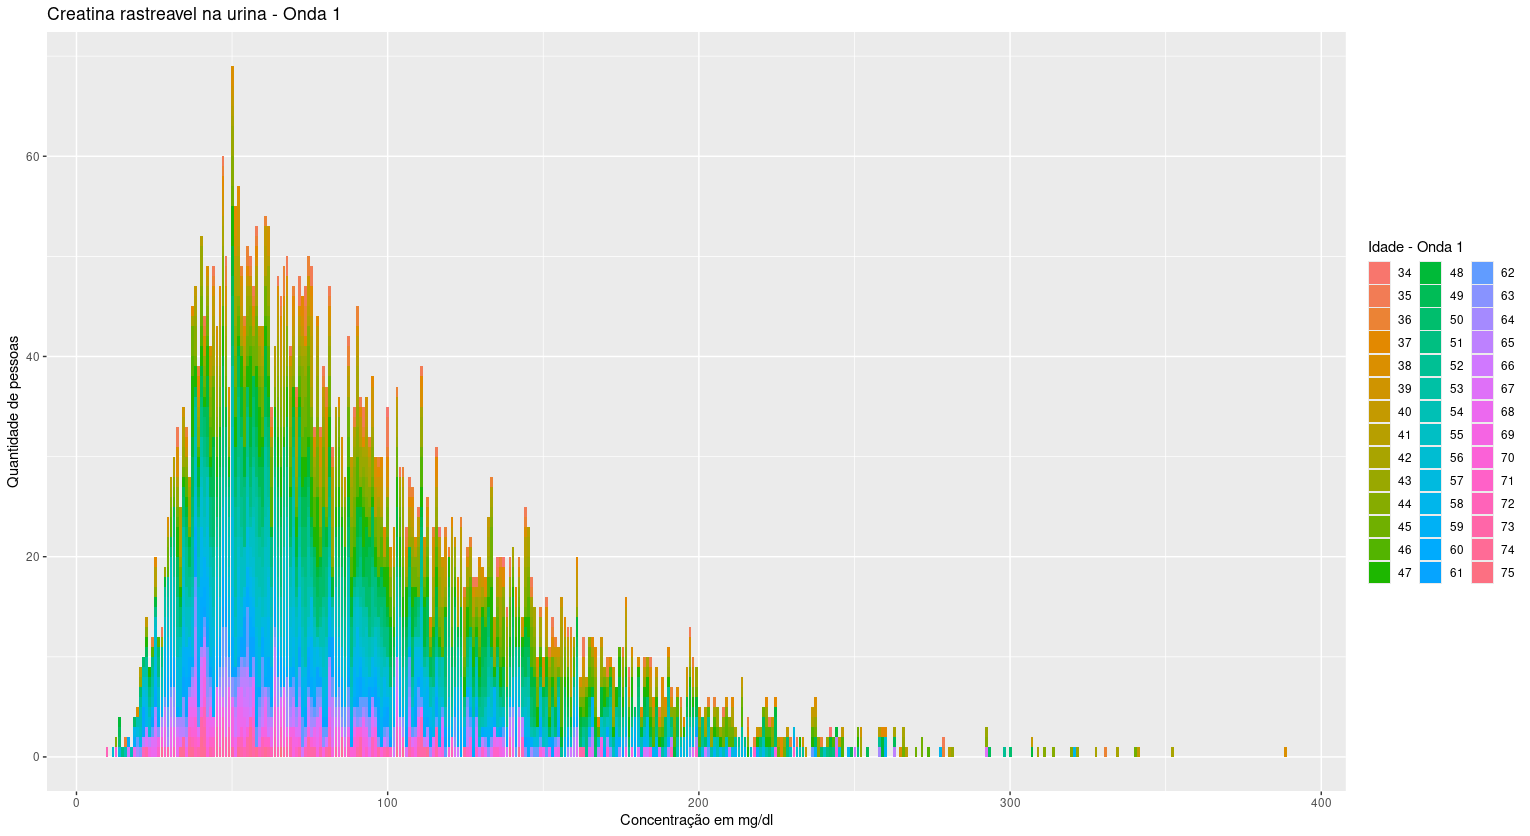 Creatina rastreavel na urina - Onda 1
Quantidade de pessoas
60
40
20
0
0 100 200 300 400
Concentração em mg/dl
Idade - Onda 1
34 48 62
35 49 63
36 50 64
37 51 65
38 52 66
39 53 67
40 54 68
41 55 69
42 56 70
43 57 71
44 58 72
45 59 73
46 60 74
47 61 75